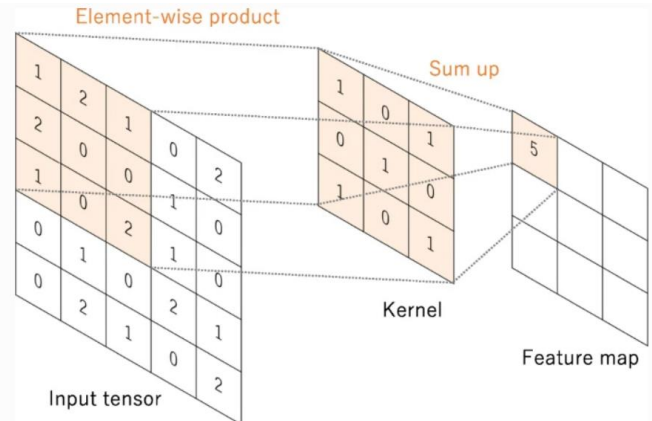 Element-wise product
Sum up
1 2 1 0 2
2 0 0 1 0
1 0 2 1 0
0 1 0 2 1
0 2 1 0 2
1 0 1
0 1 0
1 0 1
5
Kernel
Feature map
Input tensor